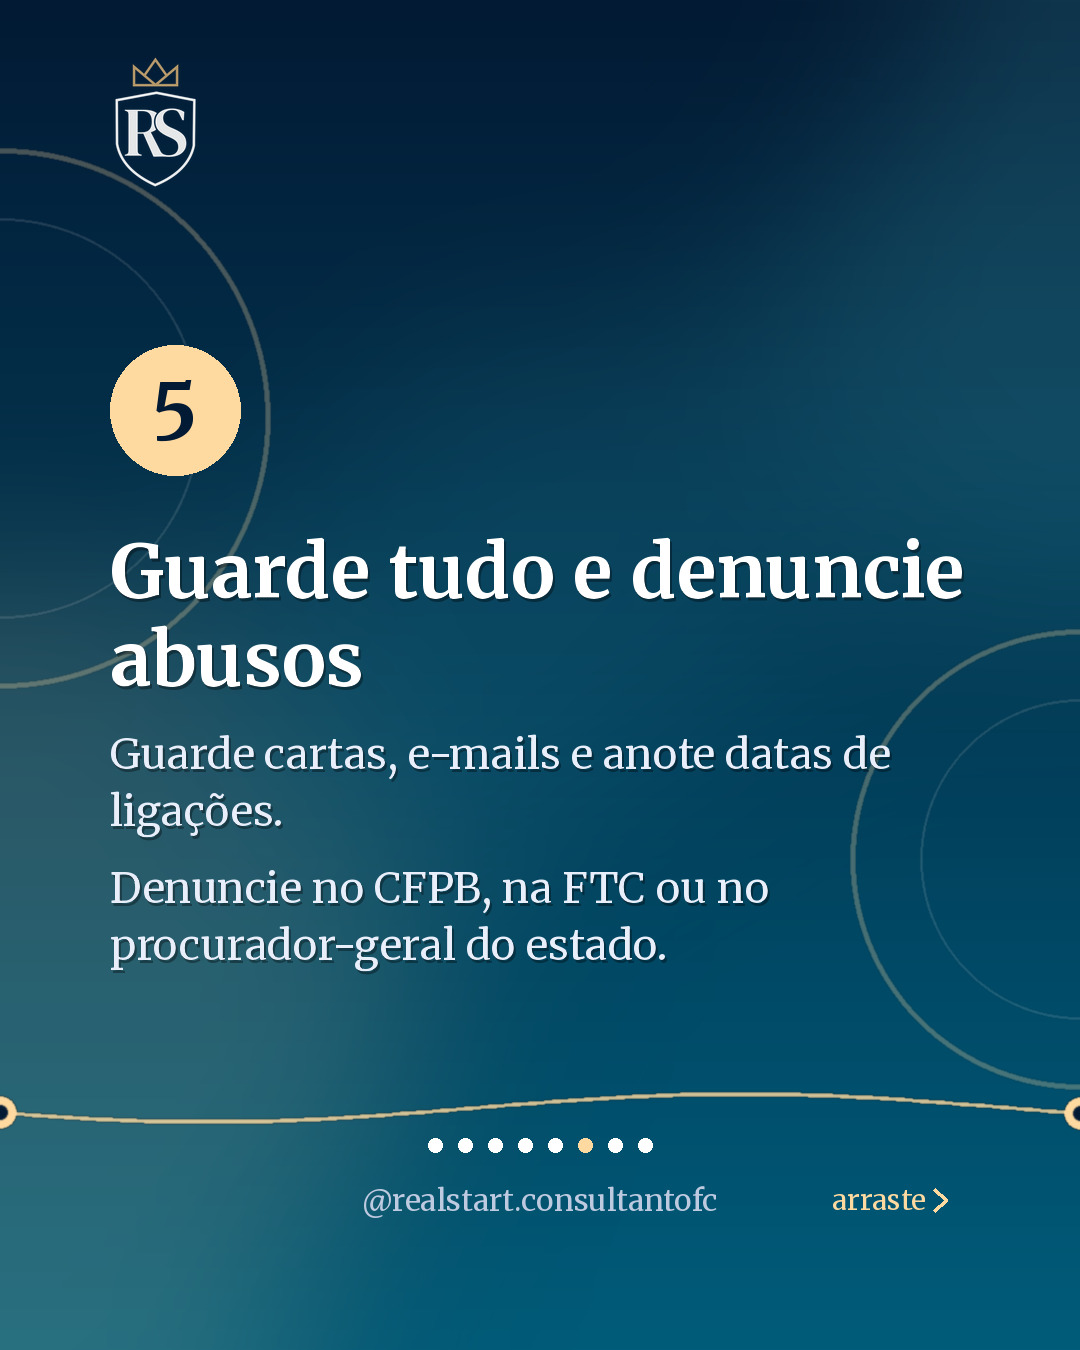 RS
5
Guarde tudo e denuncie
abusos
Guarde cartas, e-mails e anote datas de
ligações.
Denuncie no CFPB, na FTC ou no
procurador-geral do estado.
@realstart.consultantofc
arraste